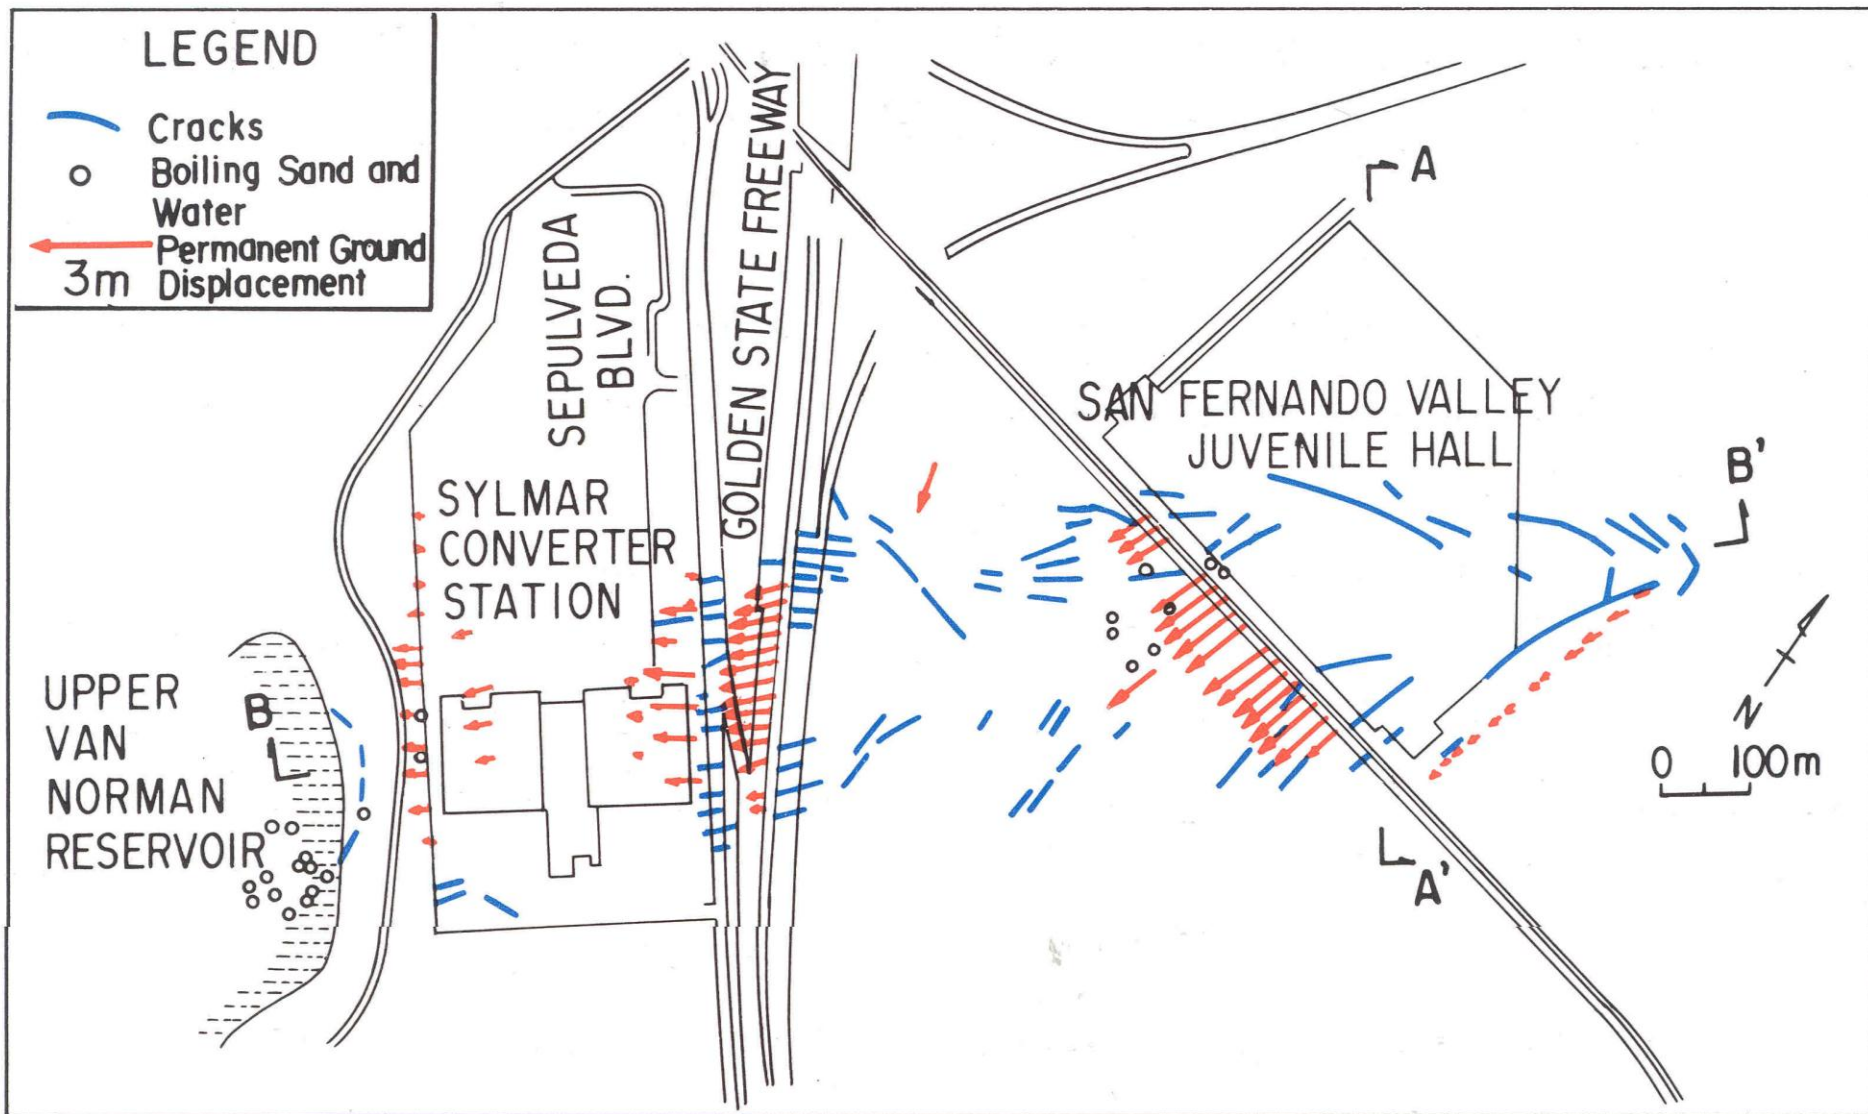 LEGEND
Cracks
Boiling Sand and
Water
Permanent Ground
3m Displacement
SEPULVEDA
BLVD.
GOLDEN STATE FREEWAY
A
SAN FERNANDO VALLEY
JUVENILE HALL
B'
SYLMAR
CONVERTER
STATION
UPPER
VAN
NORMAN
RESERVOIR
B
N
0 100m
A'